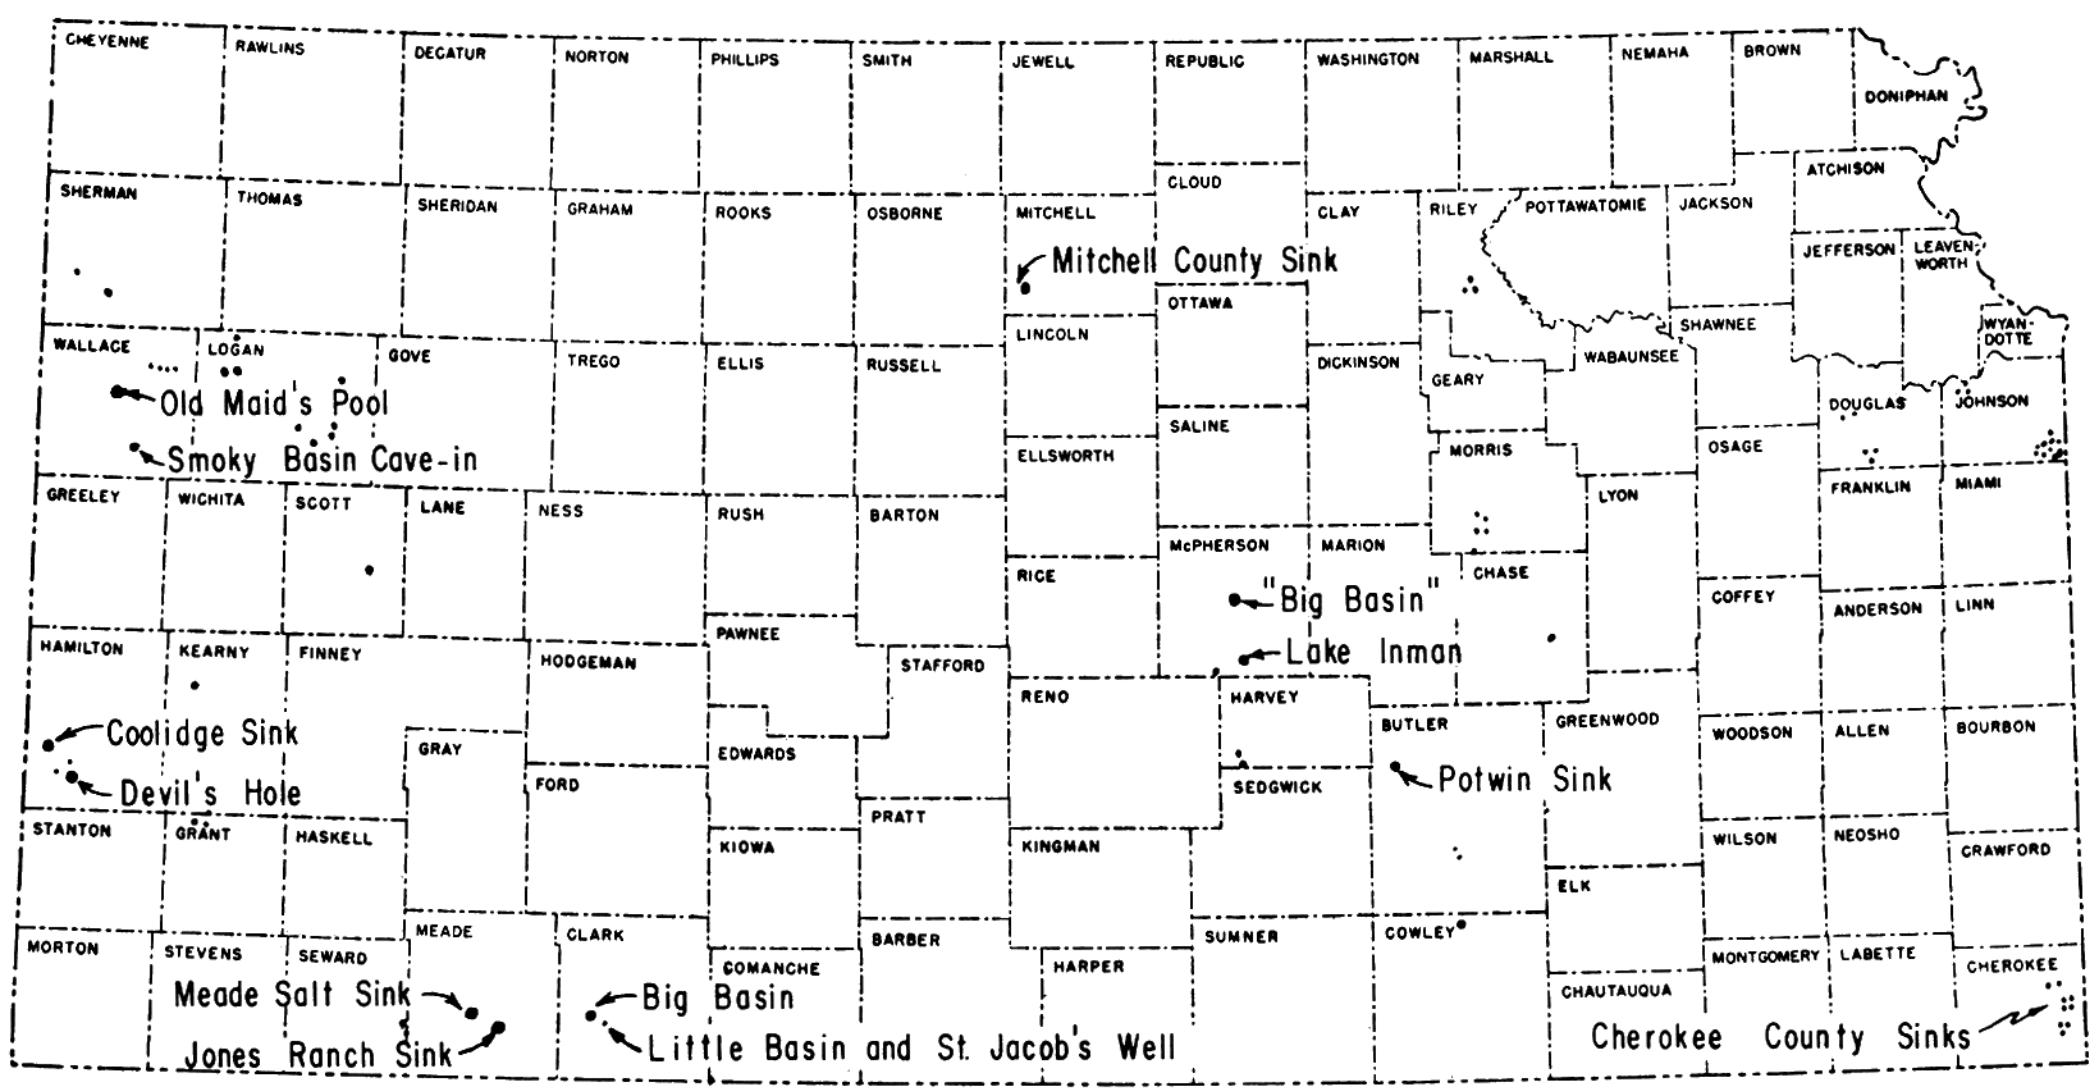 CHEYENNE
RAWLINS
DECATUR
NORTON
PHILLIPS
SMITH
JEWELL
REPUBLIC
WASHINGTON
MARSHALL
NEMAHA
BROWN
DONIPHAN
ATCHISON
CLOUD
SHERMAN
THOMAS
SHERIDAN
GRAHAM
ROOKS
OSBORNE
MITCHELL
CLAY
RILEY
POTTAWATOMIE
JACKSON
JEFFERSON
LEAVEN-
WORTH
Mitchell County Sink
OTTAWA
LINCOLN
SHAWNEE
WYAN-
DOTTE
WALLACE
LOGAN
GOVE
TREGO
ELLIS
RUSSELL
DICKINSON
GEARY
WABAUNSEE
Old Maid's Pool
DOUGLAS
JOHNSON
SALINE
ELLSWORTH
MORRIS
OSAGE
Smoky Basin Cave-in
GREELEY
WICHITA
SCOTT
LANE
NESS
RUSH
BARTON
LYON
FRANKLIN
MIAMI
McPHERSON
MARION
RICE
CHASE
"Big Basin"
COFFEY
ANDERSON
LINN
PAWNEE
HAMILTON
KEARNY
FINNEY
HODGEMAN
STAFFORD
Lake Inman
RENO
HARVEY
BUTLER
GREENWOOD
WOODSON
ALLEN
BOURBON
Coolidge Sink
GRAY
EDWARDS
Devil's Hole
FORD
SEDGWICK
Potwin Sink
STANTON
GRANT
HASKELL
PRATT
KIOWA
KINGMAN
WILSON
NEOSHO
CRAWFORD
ELK
MORTON
STEVENS
SEWARD
MEADE
CLARK
BARBER
SUMNER
COWLEY
MONTGOMERY
LABETTE
CHEROKEE
COMANCHE
HARPER
CHAUTAUQUA
Meade Salt Sink
Big Basin
Jones Ranch Sink
Little Basin and St. Jacob's Well
Cherokee County Sinks